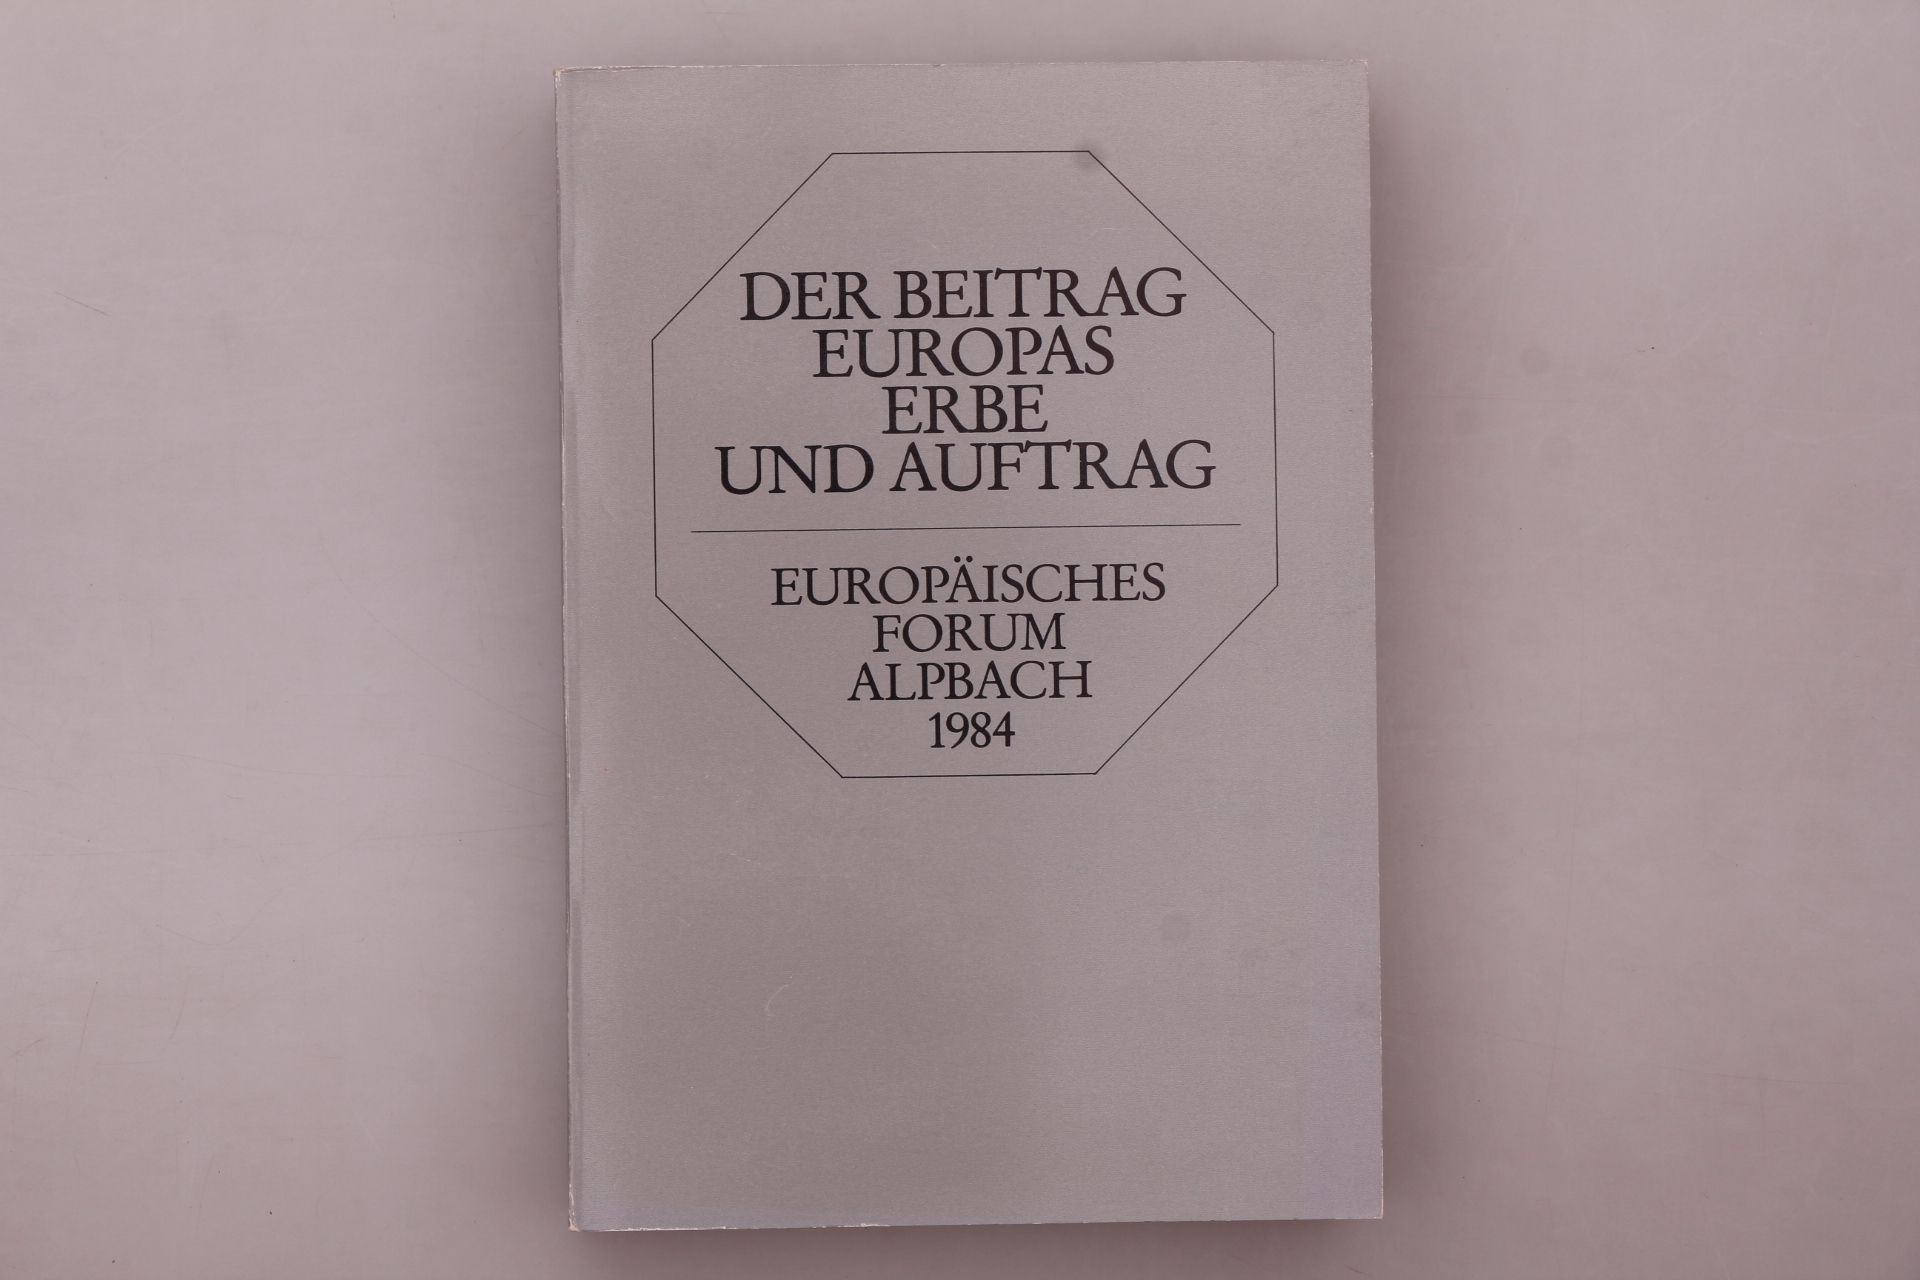 DER BEITRAG
EUROPAS
ERBE
UND AUFTRAG
EUROPÄISCHES
FORUM
ALPBACH
1984